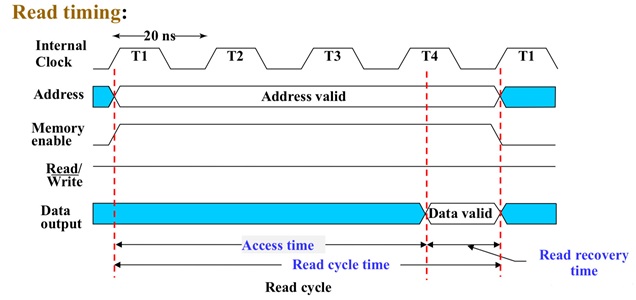 Read timing:
20 ns
Internal
Clock
T1 T2 T3 T4 T1
Address
Address valid
Memory
enable
Read/
Write
Data
output
Data valid
Access time
Read recovery
time
Read cycle time
Read cycle